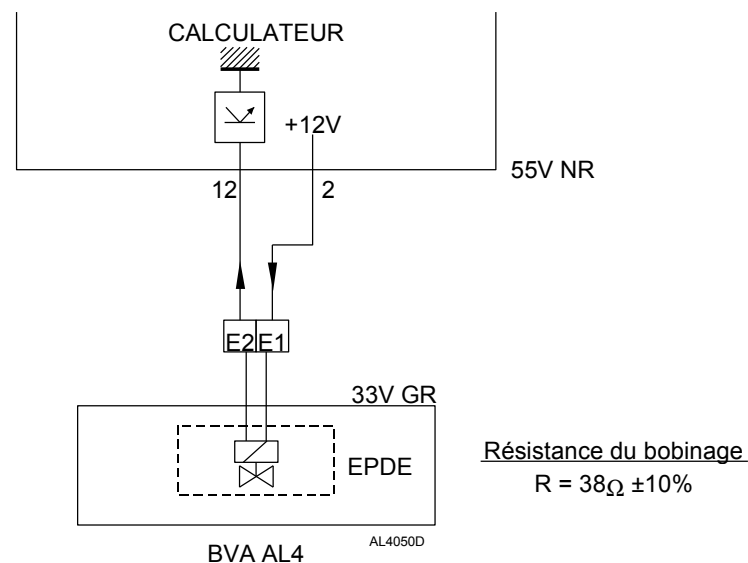 CALCULATEUR
+12V
55V NR
12
2
E2 E1
33V GR
EPDE
Résistance du bobinage
R = 38Ω ±10%
AL4050D
BVA AL4